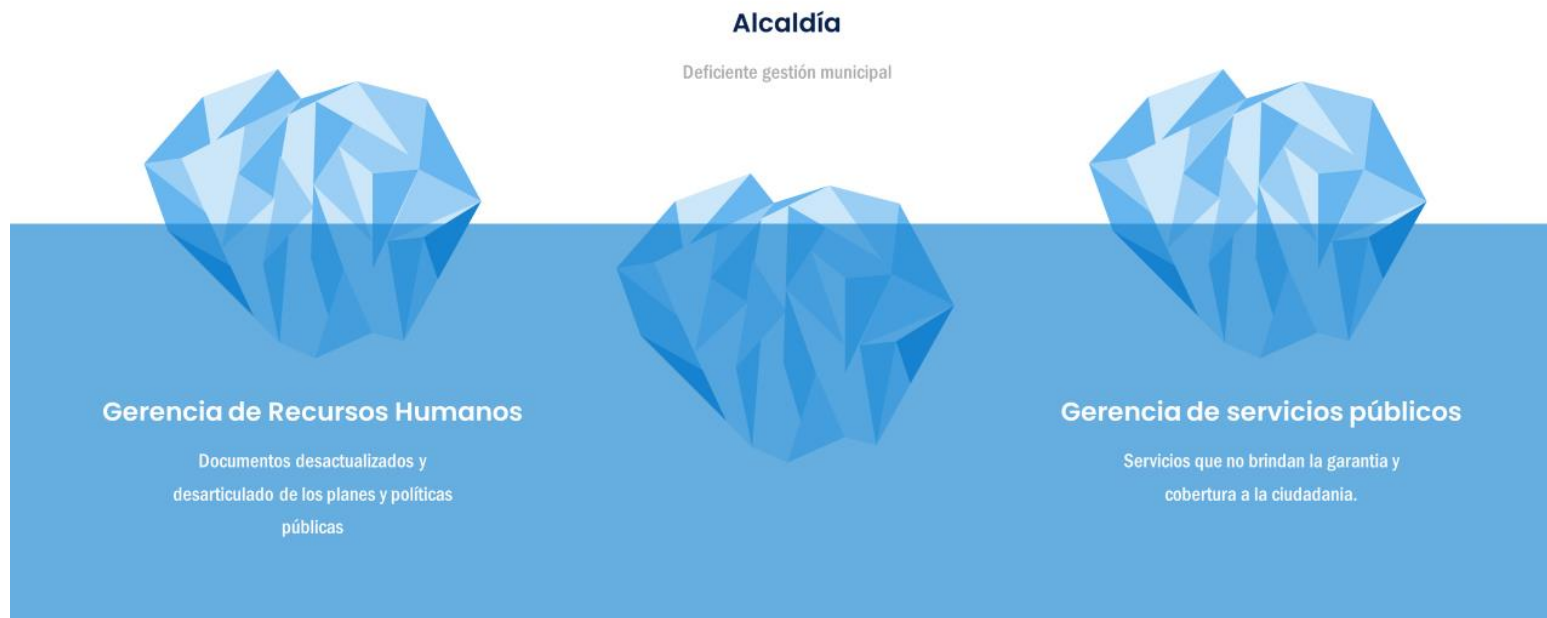 Alcaldía
Deficiente gestión municipal
Gerencia de Recursos Humanos
Documentos desactualizados y
desarticulado de los planes y políticas
públicas
Gerencia de servicios públicos
Servicios que no brindan la garantia y
cobertura a la ciudadania.